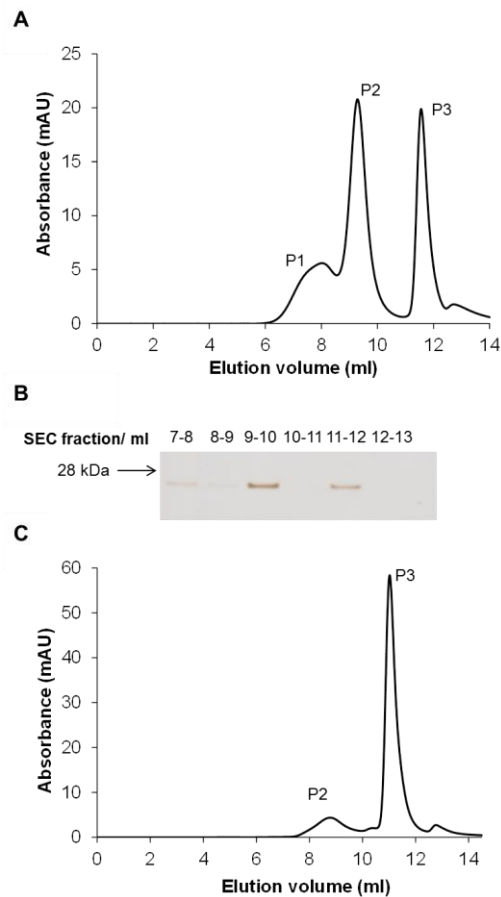 A
Absorbance (mAU)
25
20
15
10
5
0
P1
P2
P3
0 2 4 6 8 10 12 14
Elution volume (ml)
B
SEC fraction/ ml 7-8 8-9 9-10 10-11 11-12 12-13
28 kDa
C
Absorbance (mAU)
60
50
40
30
20
10
0
P3
P2
0 2 4 6 8 10 12 14
Elution volume (ml)